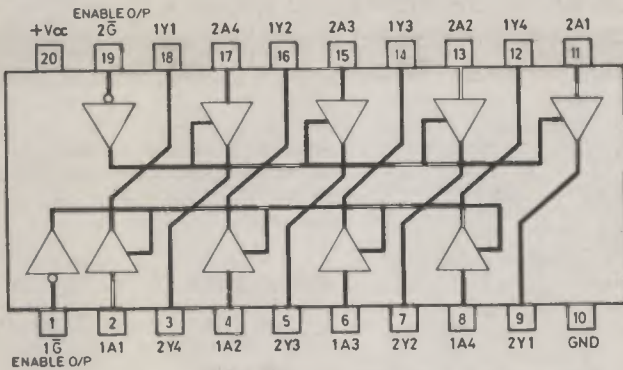 ENABLE O/P
+Vcc 2G̅ 1Y1 2A4 1Y2 2A3 1Y3 2A2 1Y4 2A1
20 19 18 17 16 15 14 13 12 11
1 2 3 4 5 6 7 8 9 10
1G̅ 1A1 2Y4 1A2 2Y3 1A3 2Y2 1A4 2Y1 GND
ENABLE O/P